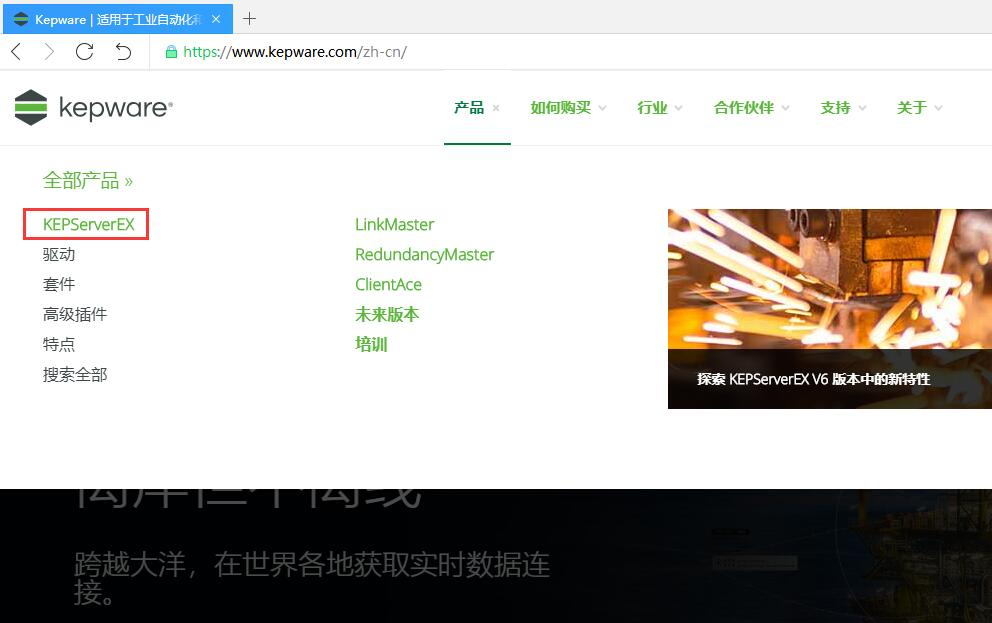 Kepware | 适用于工业自动化和
https://www.kepware.com/zh-cn/
kepware®
产品 如何购买 行业 合作伙伴 支持 关于
全部产品 »
KEPServerEX
驱动
套件
高级插件
特点
搜索全部
LinkMaster
RedundancyMaster
ClientAce
未来版本
培训
探索 KEPServerEX V6 版本中的新特性
跨越大洋，在世界各地获取实时数据连
接。